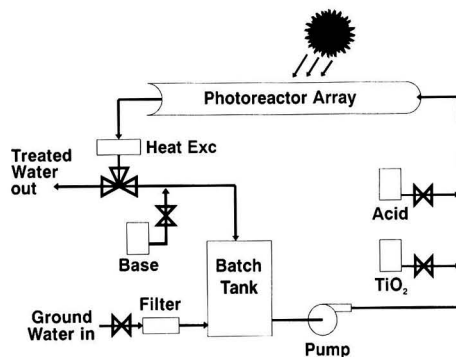 Photoreactor Array
Heat Exc
Treated
Water
out
Acid
Base
Batch
Tank
TiO₂
Filter
Ground
Water in
Pump